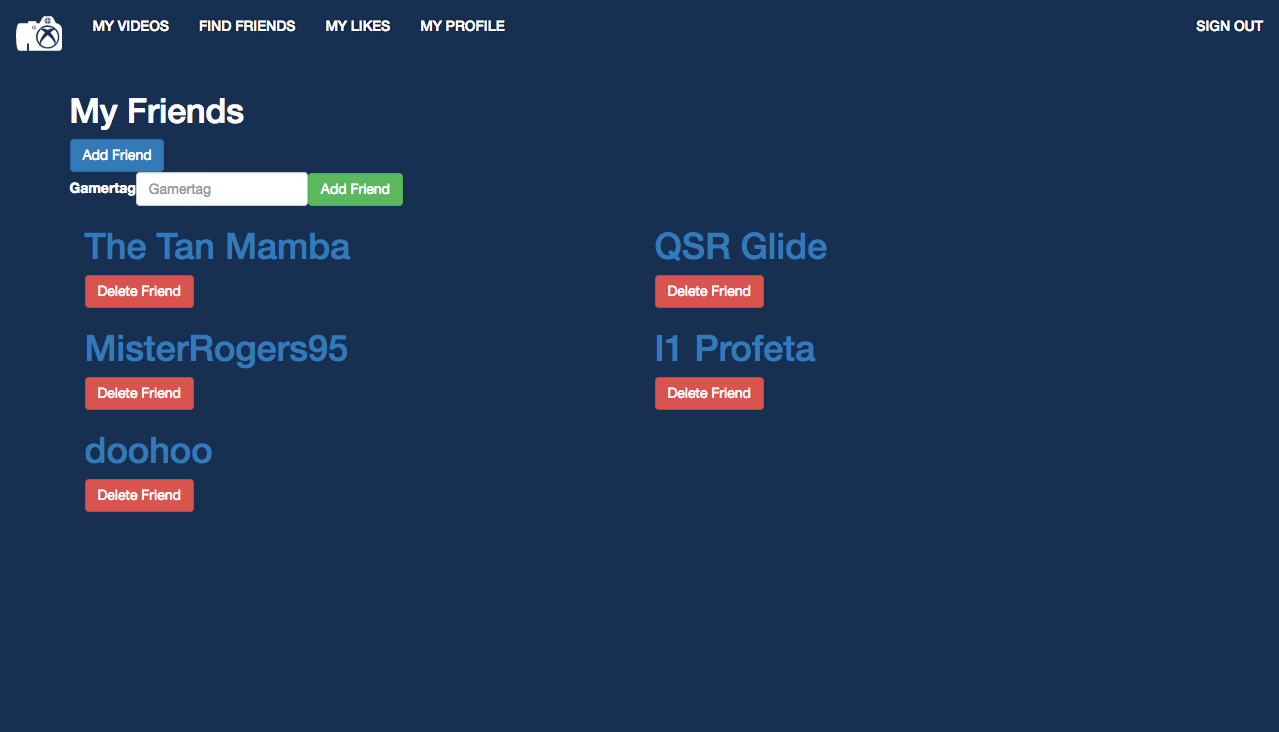 MY VIDEOS FIND FRIENDS MY LIKES MY PROFILE SIGN OUT
My Friends
Add Friend
Gamertag Gamertag Add Friend
The Tan Mamba QSR Glide
Delete Friend Delete Friend
MisterRogers95 I1 Profeta
Delete Friend Delete Friend
doohoo
Delete Friend